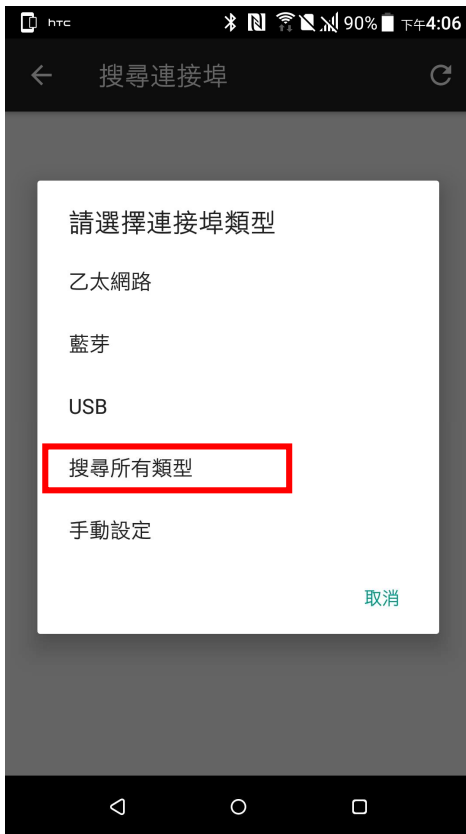 hTC 90% 下午4:06
搜尋連接埠
請選擇連接埠類型
乙太網路
藍芽
USB
搜尋所有類型
手動設定
取消